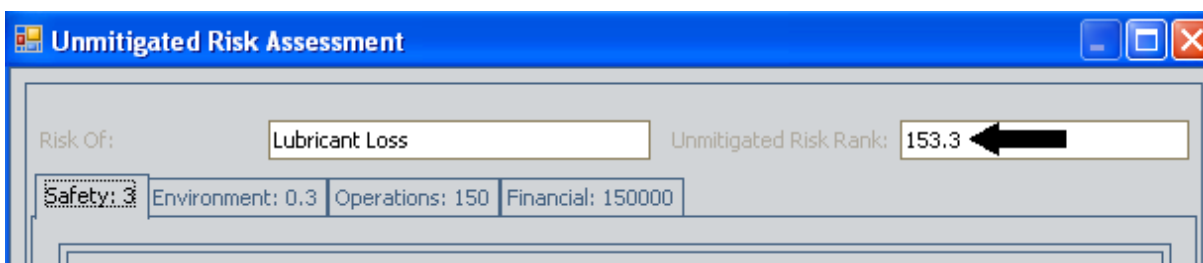 Unmitigated Risk Assessment
Risk Of: Lubricant Loss Unmitigated Risk Rank: 153.3
Safety: 3 Environment: 0.3 Operations: 150 Financial: 150000